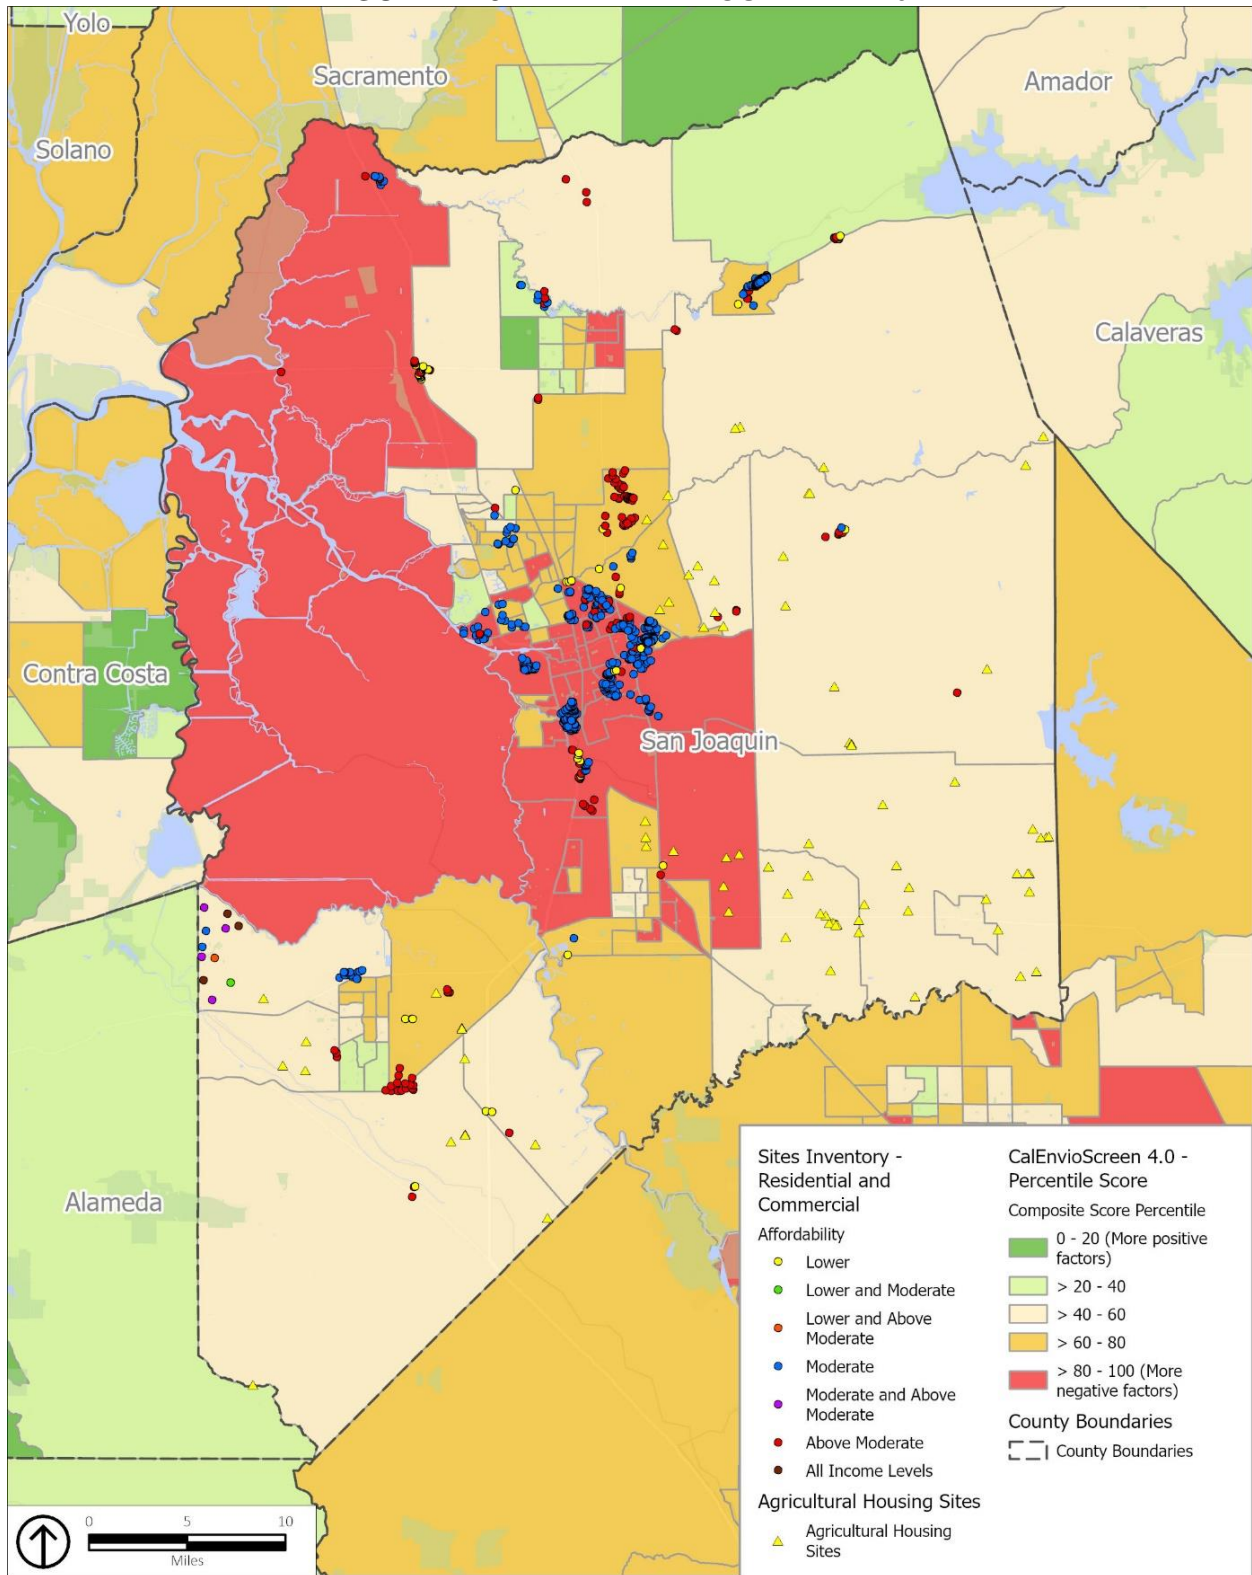 Yolo
Sacramento
Amador
Solano
Calaveras
Contra Costa
San Joaquin
Alameda
Sites Inventory -
Residential and
Commercial
Affordability
Lower
Lower and Moderate
Lower and Above
Moderate
Moderate
Moderate and Above
Moderate
Above Moderate
All Income Levels
Agricultural Housing Sites
Agricultural Housing
Sites
CalEnvioScreen 4.0 -
Percentile Score
Composite Score Percentile
0 - 20 (More positive
factors)
> 20 - 40
> 40 - 60
> 60 - 80
> 80 - 100 (More
negative factors)
County Boundaries
County Boundaries
0 5 10
Miles